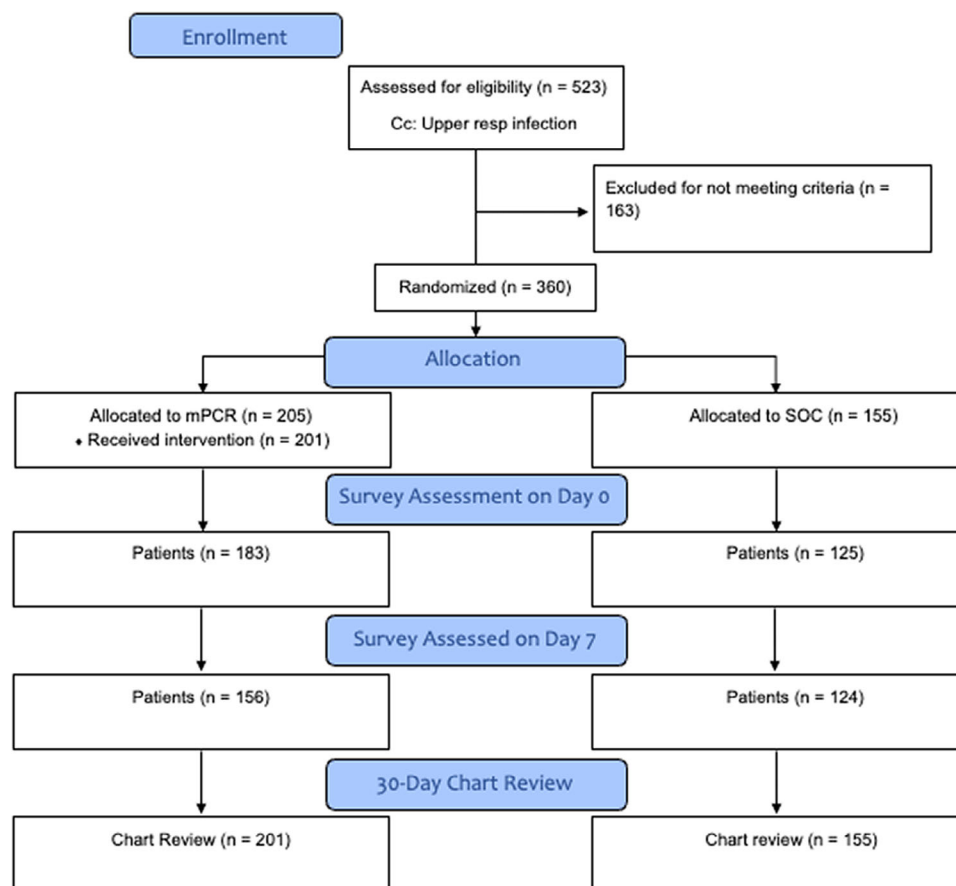 Enrollment
Assessed for eligibility (n = 523)
Cc: Upper resp infection
Excluded for not meeting criteria (n =
163)
Randomized (n = 360)
Allocation
Allocated to mPCR (n = 205)
♦ Received intervention (n = 201)
Allocated to SOC (n = 155)
Survey Assessment on Day 0
Patients (n = 183)
Patients (n = 125)
Survey Assessed on Day 7
Patients (n = 156)
Patients (n = 124)
30-Day Chart Review
Chart Review (n = 201)
Chart review (n = 155)